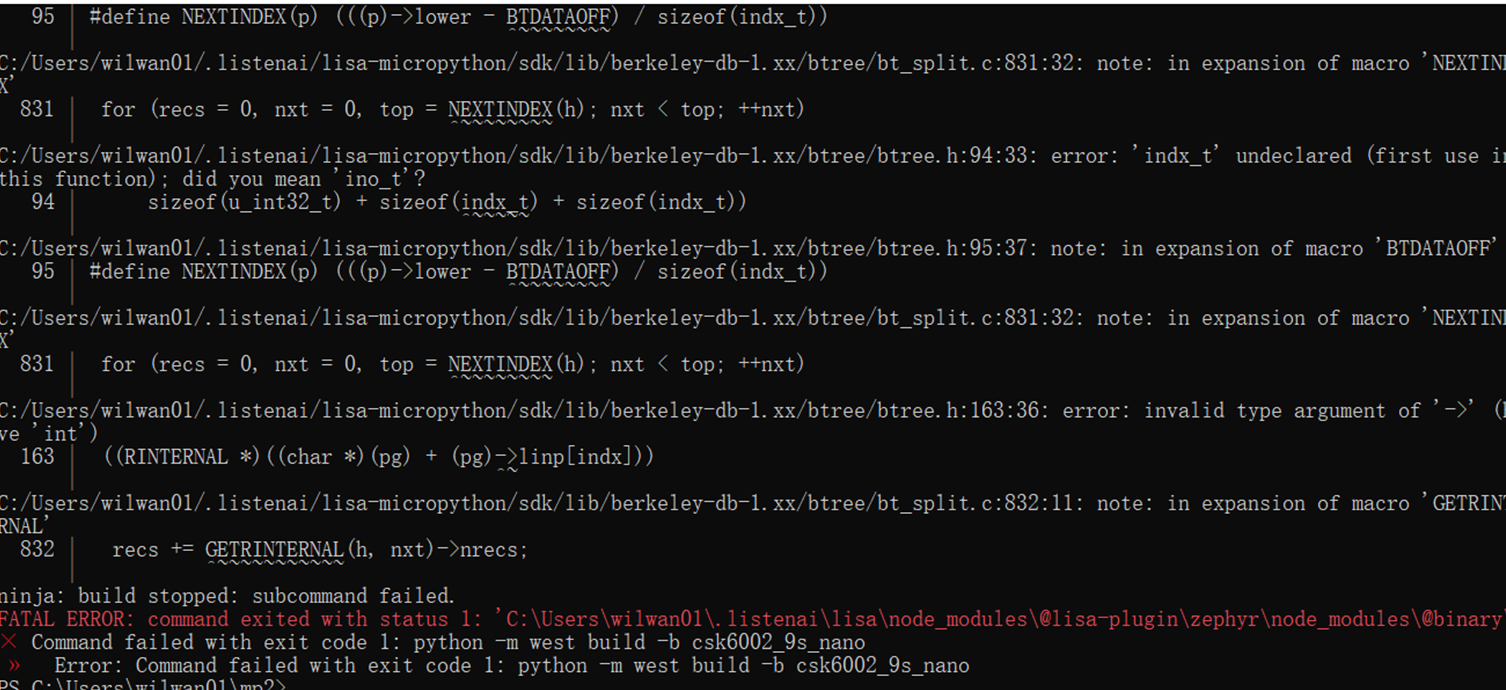 95 | #define NEXTINDEX(p) (((p)->lower - BTDATAOFF) / sizeof(indx_t))
| ~~~~~~~~~
C:/Users/wilwan01/.listenai/lisa-micropython/sdk/lib/berkeley-db-1.xx/btree/bt_split.c:831:32: note: in expansion of macro 'NEXTIND
X'
831 | for (recs = 0, nxt = 0, top = NEXTINDEX(h); nxt < top; ++nxt)
| ~~~~~~~~~
C:/Users/wilwan01/.listenai/lisa-micropython/sdk/lib/berkeley-db-1.xx/btree/btree.h:94:33: error: 'indx_t' undeclared (first use in
this function); did you mean 'ino_t'?
94 | sizeof(u_int32_t) + sizeof(indx_t) + sizeof(indx_t))
| ~~~~~~
C:/Users/wilwan01/.listenai/lisa-micropython/sdk/lib/berkeley-db-1.xx/btree/btree.h:95:37: note: in expansion of macro 'BTDATAOFF'
95 | #define NEXTINDEX(p) (((p)->lower - BTDATAOFF) / sizeof(indx_t))
| ~~~~~~~~~
C:/Users/wilwan01/.listenai/lisa-micropython/sdk/lib/berkeley-db-1.xx/btree/bt_split.c:831:32: note: in expansion of macro 'NEXTIND
X'
831 | for (recs = 0, nxt = 0, top = NEXTINDEX(h); nxt < top; ++nxt)
| ~~~~~~~~~
C:/Users/wilwan01/.listenai/lisa-micropython/sdk/lib/berkeley-db-1.xx/btree/btree.h:163:36: error: invalid type argument of '->' (
ve 'int')
163 | ((RINTERNAL *)((char *)(pg) + (pg)->linp[indx]))
| ~~
C:/Users/wilwan01/.listenai/lisa-micropython/sdk/lib/berkeley-db-1.xx/btree/bt_split.c:832:11: note: in expansion of macro 'GETRINT
RNAL'
832 | recs += GETRINTERNAL(h, nxt)->nrecs;
| ~~~~~~~~~~~~
ninja: build stopped: subcommand failed.
FATAL ERROR: command exited with status 1: 'C:\Users\wilwan01\.listenai\lisa\node_modules\@lisa-plugin\zephyr\node_modules\@binary\
× Command failed with exit code 1: python -m west build -b csk6002_9s_nano
» Error: Command failed with exit code 1: python -m west build -b csk6002_9s_nano
PS C:\Users\wilwan01\mp2>